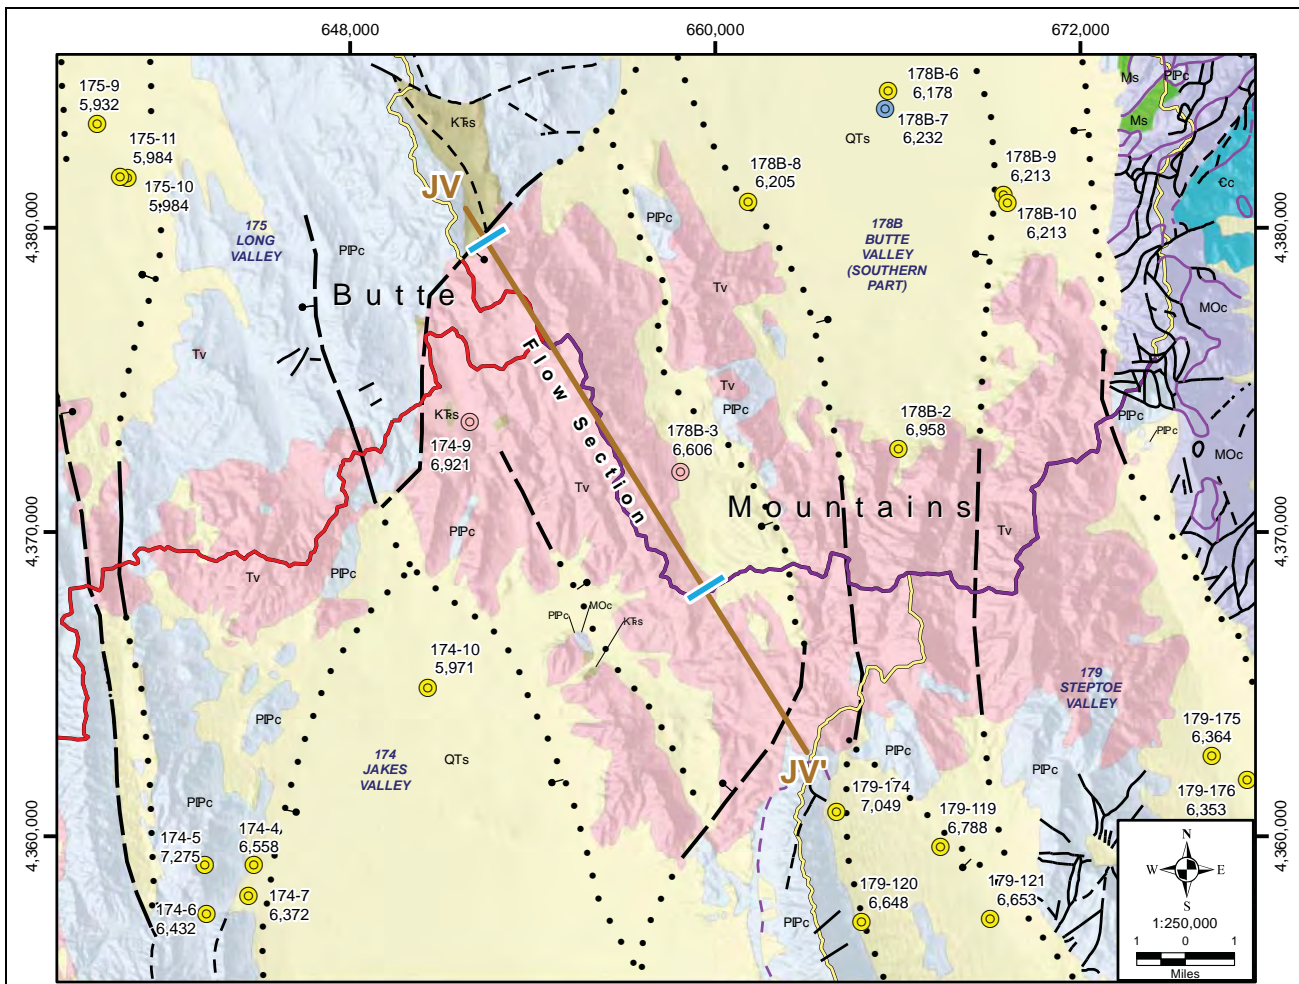 648,000
660,000
672,000
175-9
5,932
175-11
5,984
175-10
5,984
KTRs
178B-6
6,178
178B-7
6,232
QTs
178B-8
6,205
178B-9
6,213
178B-10
6,213
Ms
PIPc
Ms
Cc
JV
4,380,000
4,380,000
175
LONG
VALLEY
PIPc
PIPc
178B
BUTTE
VALLEY
(SOUTHERN
PART)
Butte
Tv
MOc
Tv
Flow Section
Tv
PIPc
KTRs
174-9
6,921
178B-3
6,606
178B-2
6,958
PIPc
PIPc
MOc
Tv
Mountains
4,370,000
4,370,000
PIPc
Tv
Tv
PIPc
PIPc
MOc
KTRs
174-10
5,971
179
STEPTOE
VALLEY
PIPc
174
JAKES
VALLEY
QTs
PIPc
PIPc
179-175
6,364
JV'
179-176
6,353
PIPc
179-174
7,049
179-119
6,788
174-5
7,275
174-4
6,558
4,360,000
4,360,000
174-7
6,372
174-6
6,432
179-120
6,648
179-121
6,653
PIPc
N
W
E
S
1:250,000
1
0
1
Miles